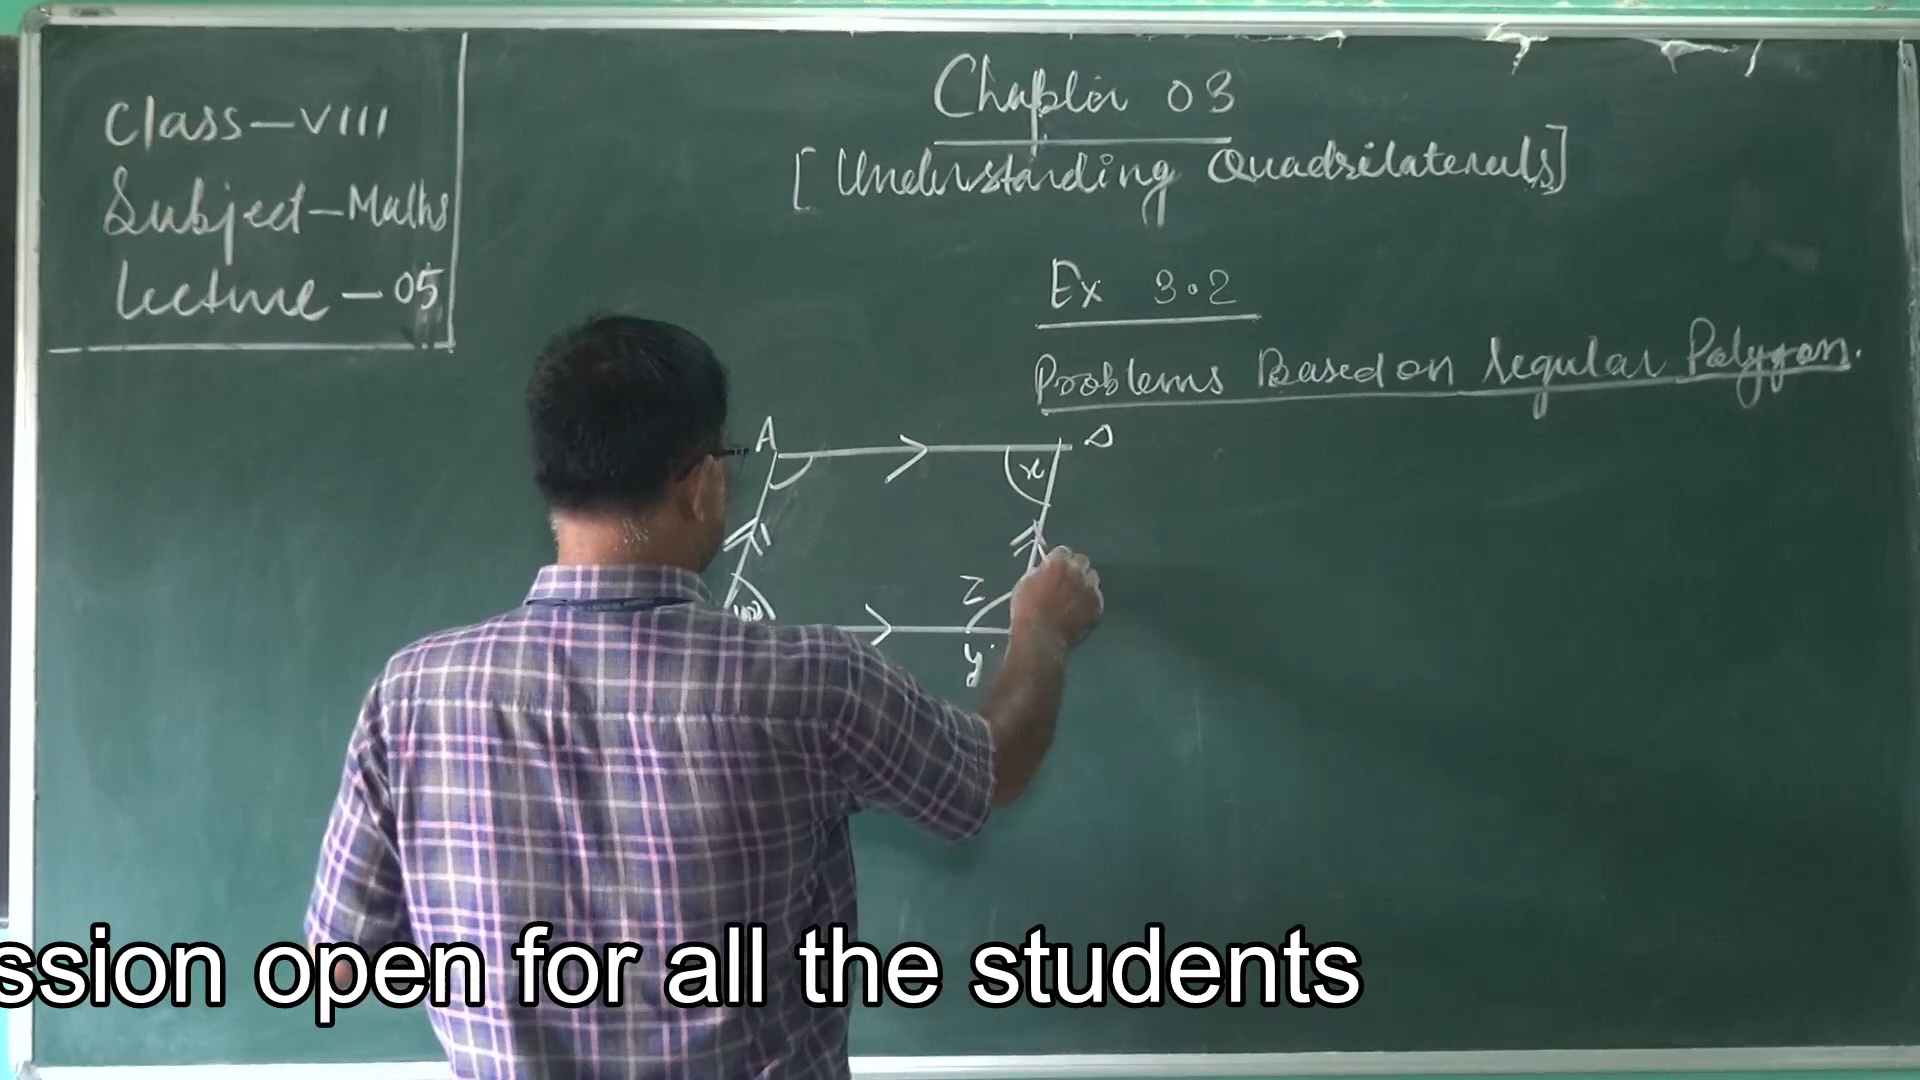 Class-VIII
Subject-Maths
Lecture-05
Chapter 03
[Understanding Quadrilaterals]
Ex 3.2
Problems Based on regular Polygon.
A
D
x
Z
y
ssion open for all the students